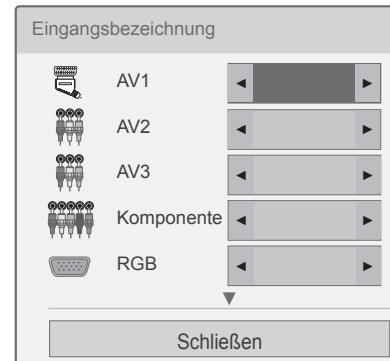 Eingangsbezeichnung
AV1
AV2
AV3
Komponente
RGB
Schließen